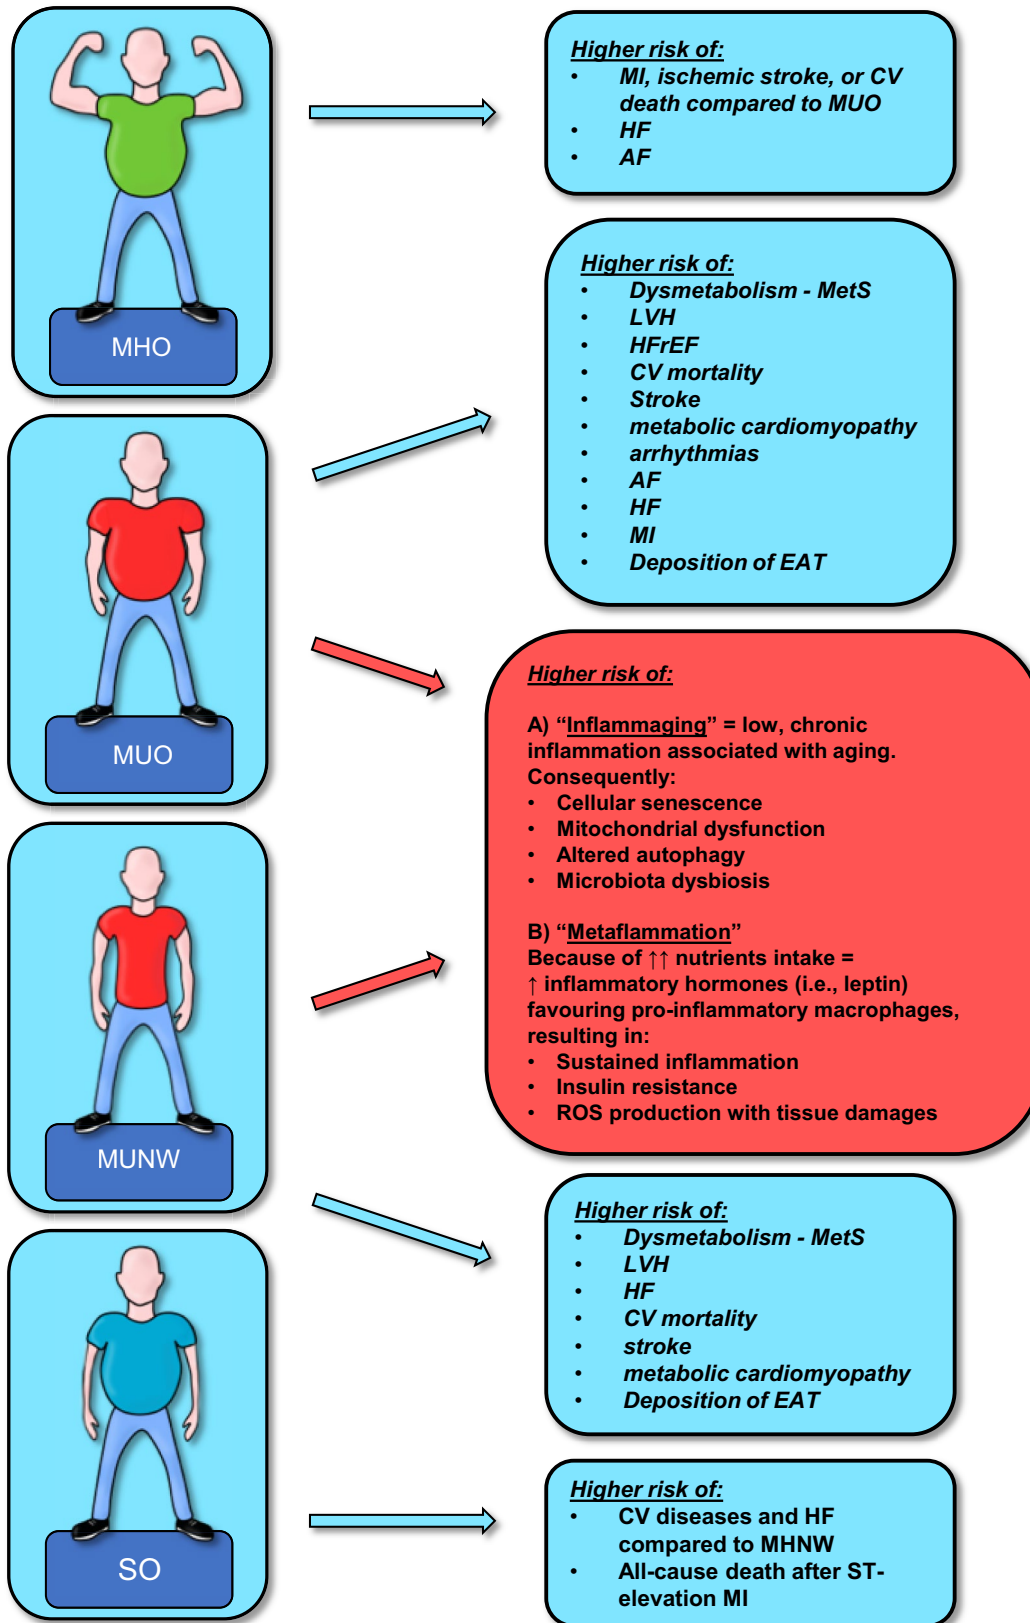 MHO
Higher risk of:
• MI, ischemic stroke, or CV
death compared to MUO
• HF
• AF
MUO
Higher risk of:
• Dysmetabolism - MetS
• LVH
• HFrEF
• CV mortality
• Stroke
• metabolic cardiomyopathy
• arrhythmias
• AF
• HF
• MI
• Deposition of EAT
Higher risk of:
A) “Inflammaging” = low, chronic
inflammation associated with aging.
Consequently:
• Cellular senescence
• Mitochondrial dysfunction
• Altered autophagy
• Microbiota dysbiosis
B) “Metaflammation”
Because of ↑↑ nutrients intake =
↑ inflammatory hormones (i.e., leptin)
favouring pro-inflammatory macrophages,
resulting in:
• Sustained inflammation
• Insulin resistance
• ROS production with tissue damages
MUNW
Higher risk of:
• Dysmetabolism - MetS
• LVH
• HF
• CV mortality
• stroke
• metabolic cardiomyopathy
• Deposition of EAT
SO
Higher risk of:
• CV diseases and HF
compared to MHNW
• All-cause death after ST-
elevation MI